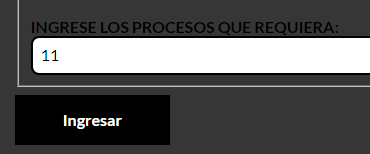 INGRESE LOS PROCESOS QUE REQUIERA:
11
Ingresar